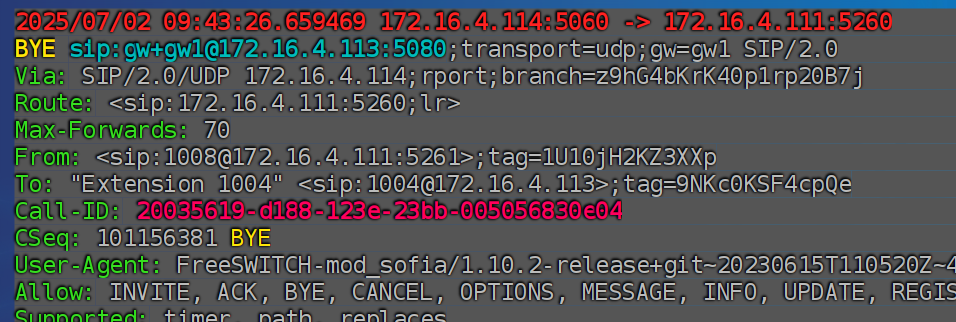 2025/07/02 09:43:26.659469 172.16.4.114:5060 -> 172.16.4.111:5260
BYE sip:gw+gw1@172.16.4.113:5080;transport=udp;gw=gw1 SIP/2.0
Via: SIP/2.0/UDP 172.16.4.114;rport;branch=z9hG4bKrK40p1rp20B7j
Route: <sip:172.16.4.111:5260;lr>
Max-Forwards: 70
From: <sip:1008@172.16.4.111:5261>;tag=1U10jH2KZ3XXp
To: "Extension 1004" <sip:1004@172.16.4.113>;tag=9NKc0KSF4cpQe
Call-ID: 20035619-d188-123e-23bb-005056830e04
CSeq: 101156381 BYE
User-Agent: FreeSWITCH-mod_sofia/1.10.2-release+git~20230615T110520Z~4
Allow: INVITE, ACK, BYE, CANCEL, OPTIONS, MESSAGE, INFO, UPDATE, REGIS
Supported: timer, path, replaces